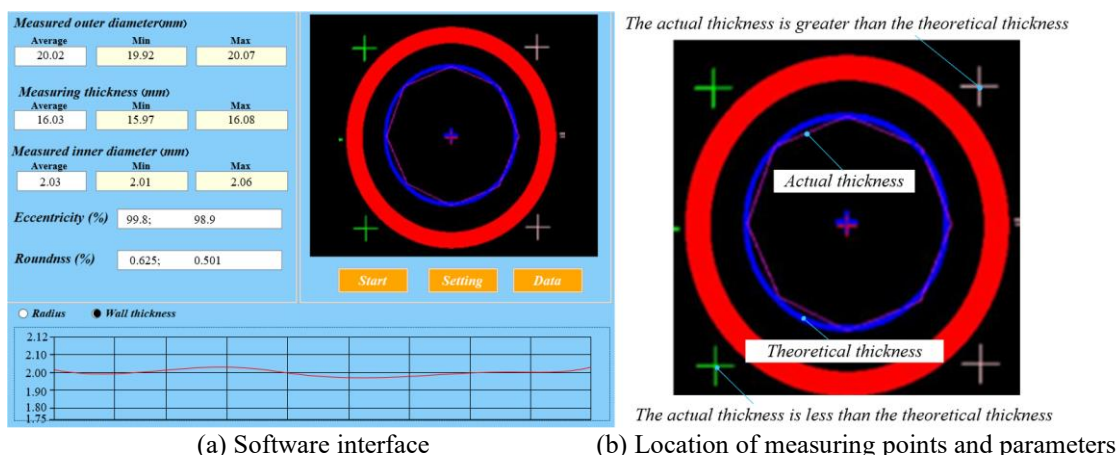 Measured outer diameter(mm)
Average Min Max
20.02 19.92 20.07
Measuring thickness (mm)
Average Min Max
16.03 15.97 16.08
Measured inner diameter (mm)
Average Min Max
2.03 2.01 2.06
Eccentricity (%) 99.8; 98.9
Roundnss (%) 0.625; 0.501
Start Setting Data
Radius Wall thickness
2.12
2.10
2.00
1.90
1.80
1.75
(a) Software interface
The actual thickness is greater than the theoretical thickness
Actual thickness
Theoretical thickness
The actual thickness is less than the theoretical thickness
(b) Location of measuring points and parameters